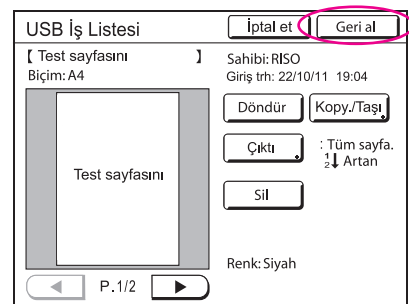 USB İş Listesi
İptal et
Geri al
【 Test sayfasını 】
Biçim: A4
Sahibi: RISO
Giriş trh: 22/10/11 19:04
Döndür
Kopy./Taşı
Çıktı
: Tüm sayfa.
1
2 Artan
Sil
Test sayfasını
Renk: Siyah
P.1/2